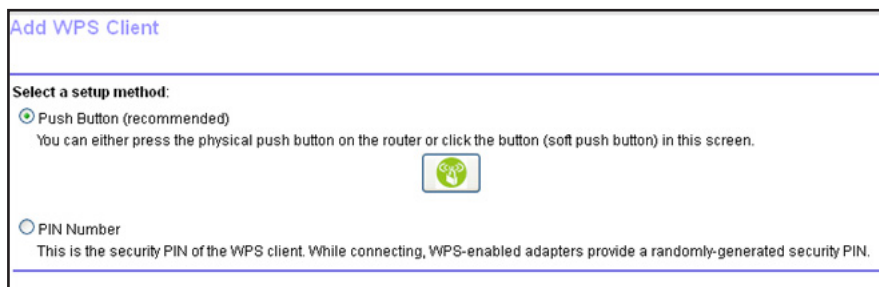 Add WPS Client
Select a setup method:
Push Button (recommended)
You can either press the physical push button on the router or click the button (soft push button) in this screen.
PIN Number
This is the security PIN of the WPS client. While connecting, WPS-enabled adapters provide a randomly-generated security PIN.